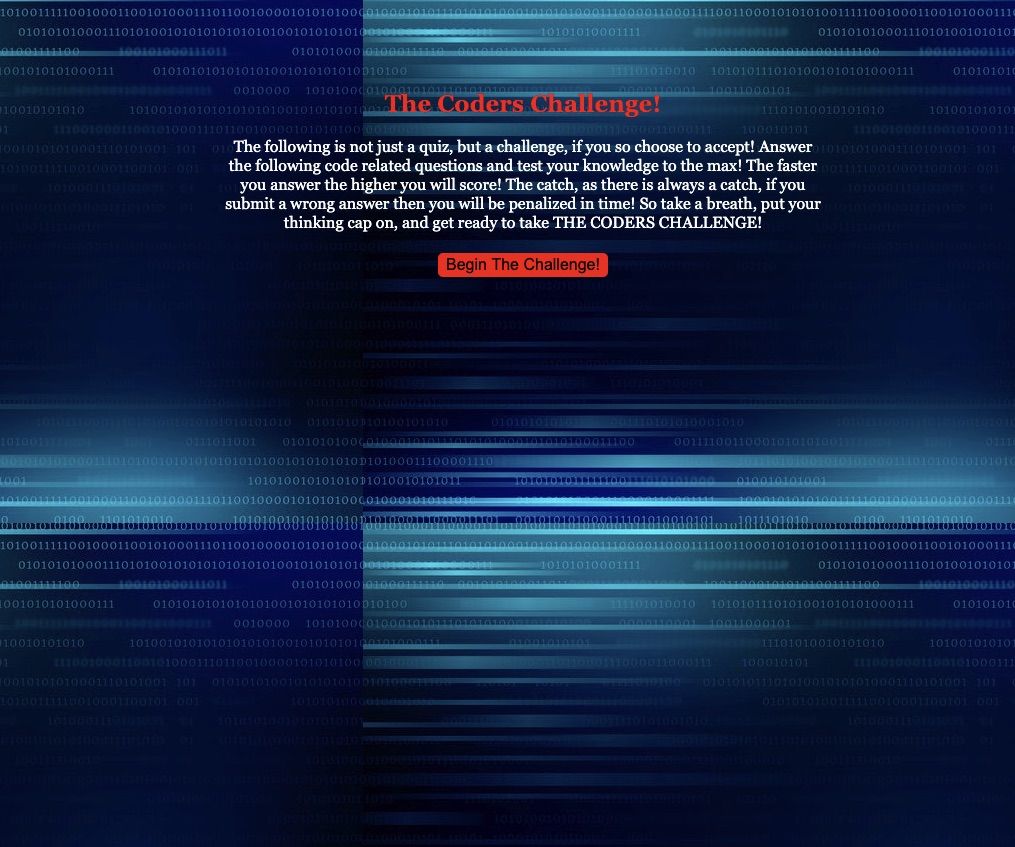 The Coders Challenge!
The following is not just a quiz, but a challenge, if you so choose to accept! Answer
the following code related questions and test your knowledge to the max! The faster
you answer the higher you will score! The catch, as there is always a catch, if you
submit a wrong answer then you will be penalized in time! So take a breath, put your
thinking cap on, and get ready to take THE CODERS CHALLENGE!
Begin The Challenge!